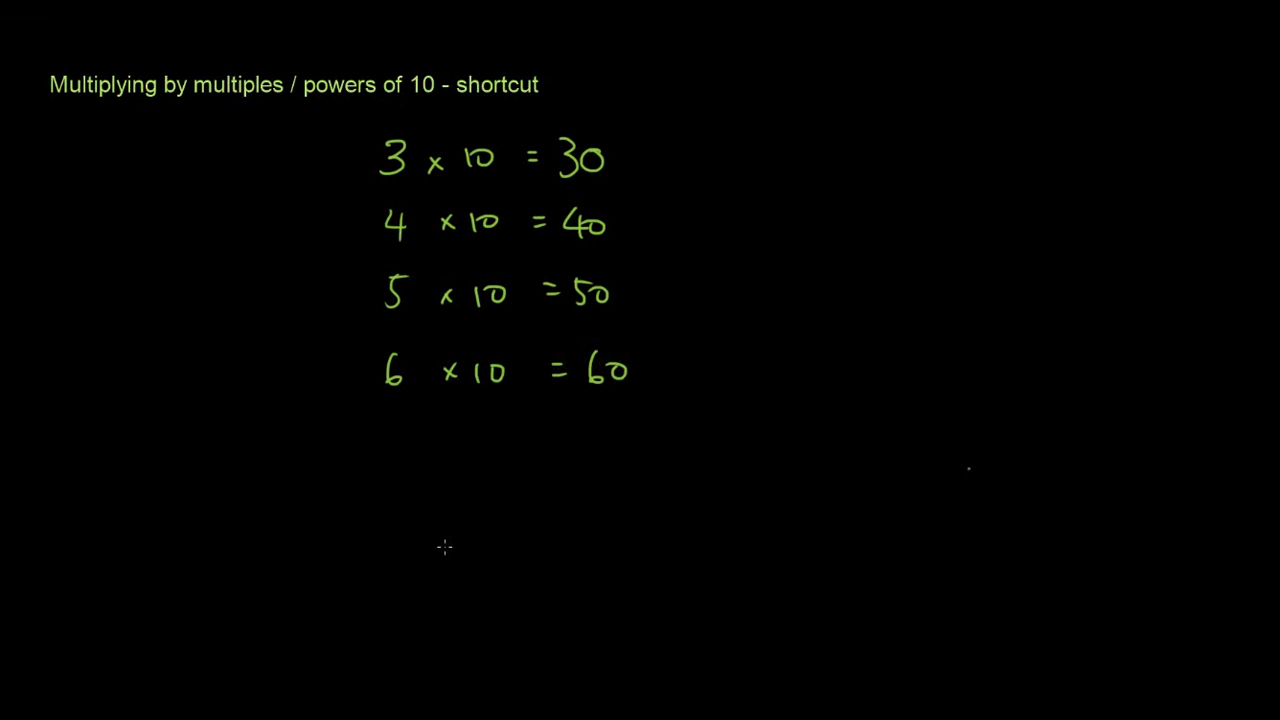 Multiplying by multiples / powers of 10 - shortcut
3 × 10 = 30
4 × 10 = 40
5 × 10 = 50
6 × 10 = 60